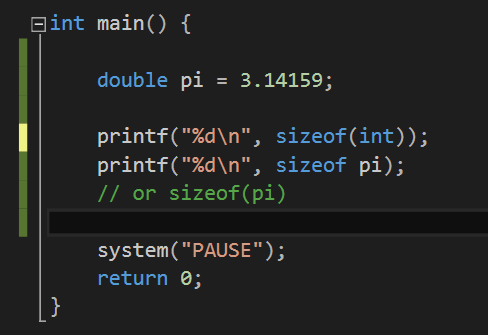 int main() {
double pi = 3.14159;
printf("%d\n", sizeof(int));
printf("%d\n", sizeof pi);
// or sizeof(pi)
system("PAUSE");
return 0;
}